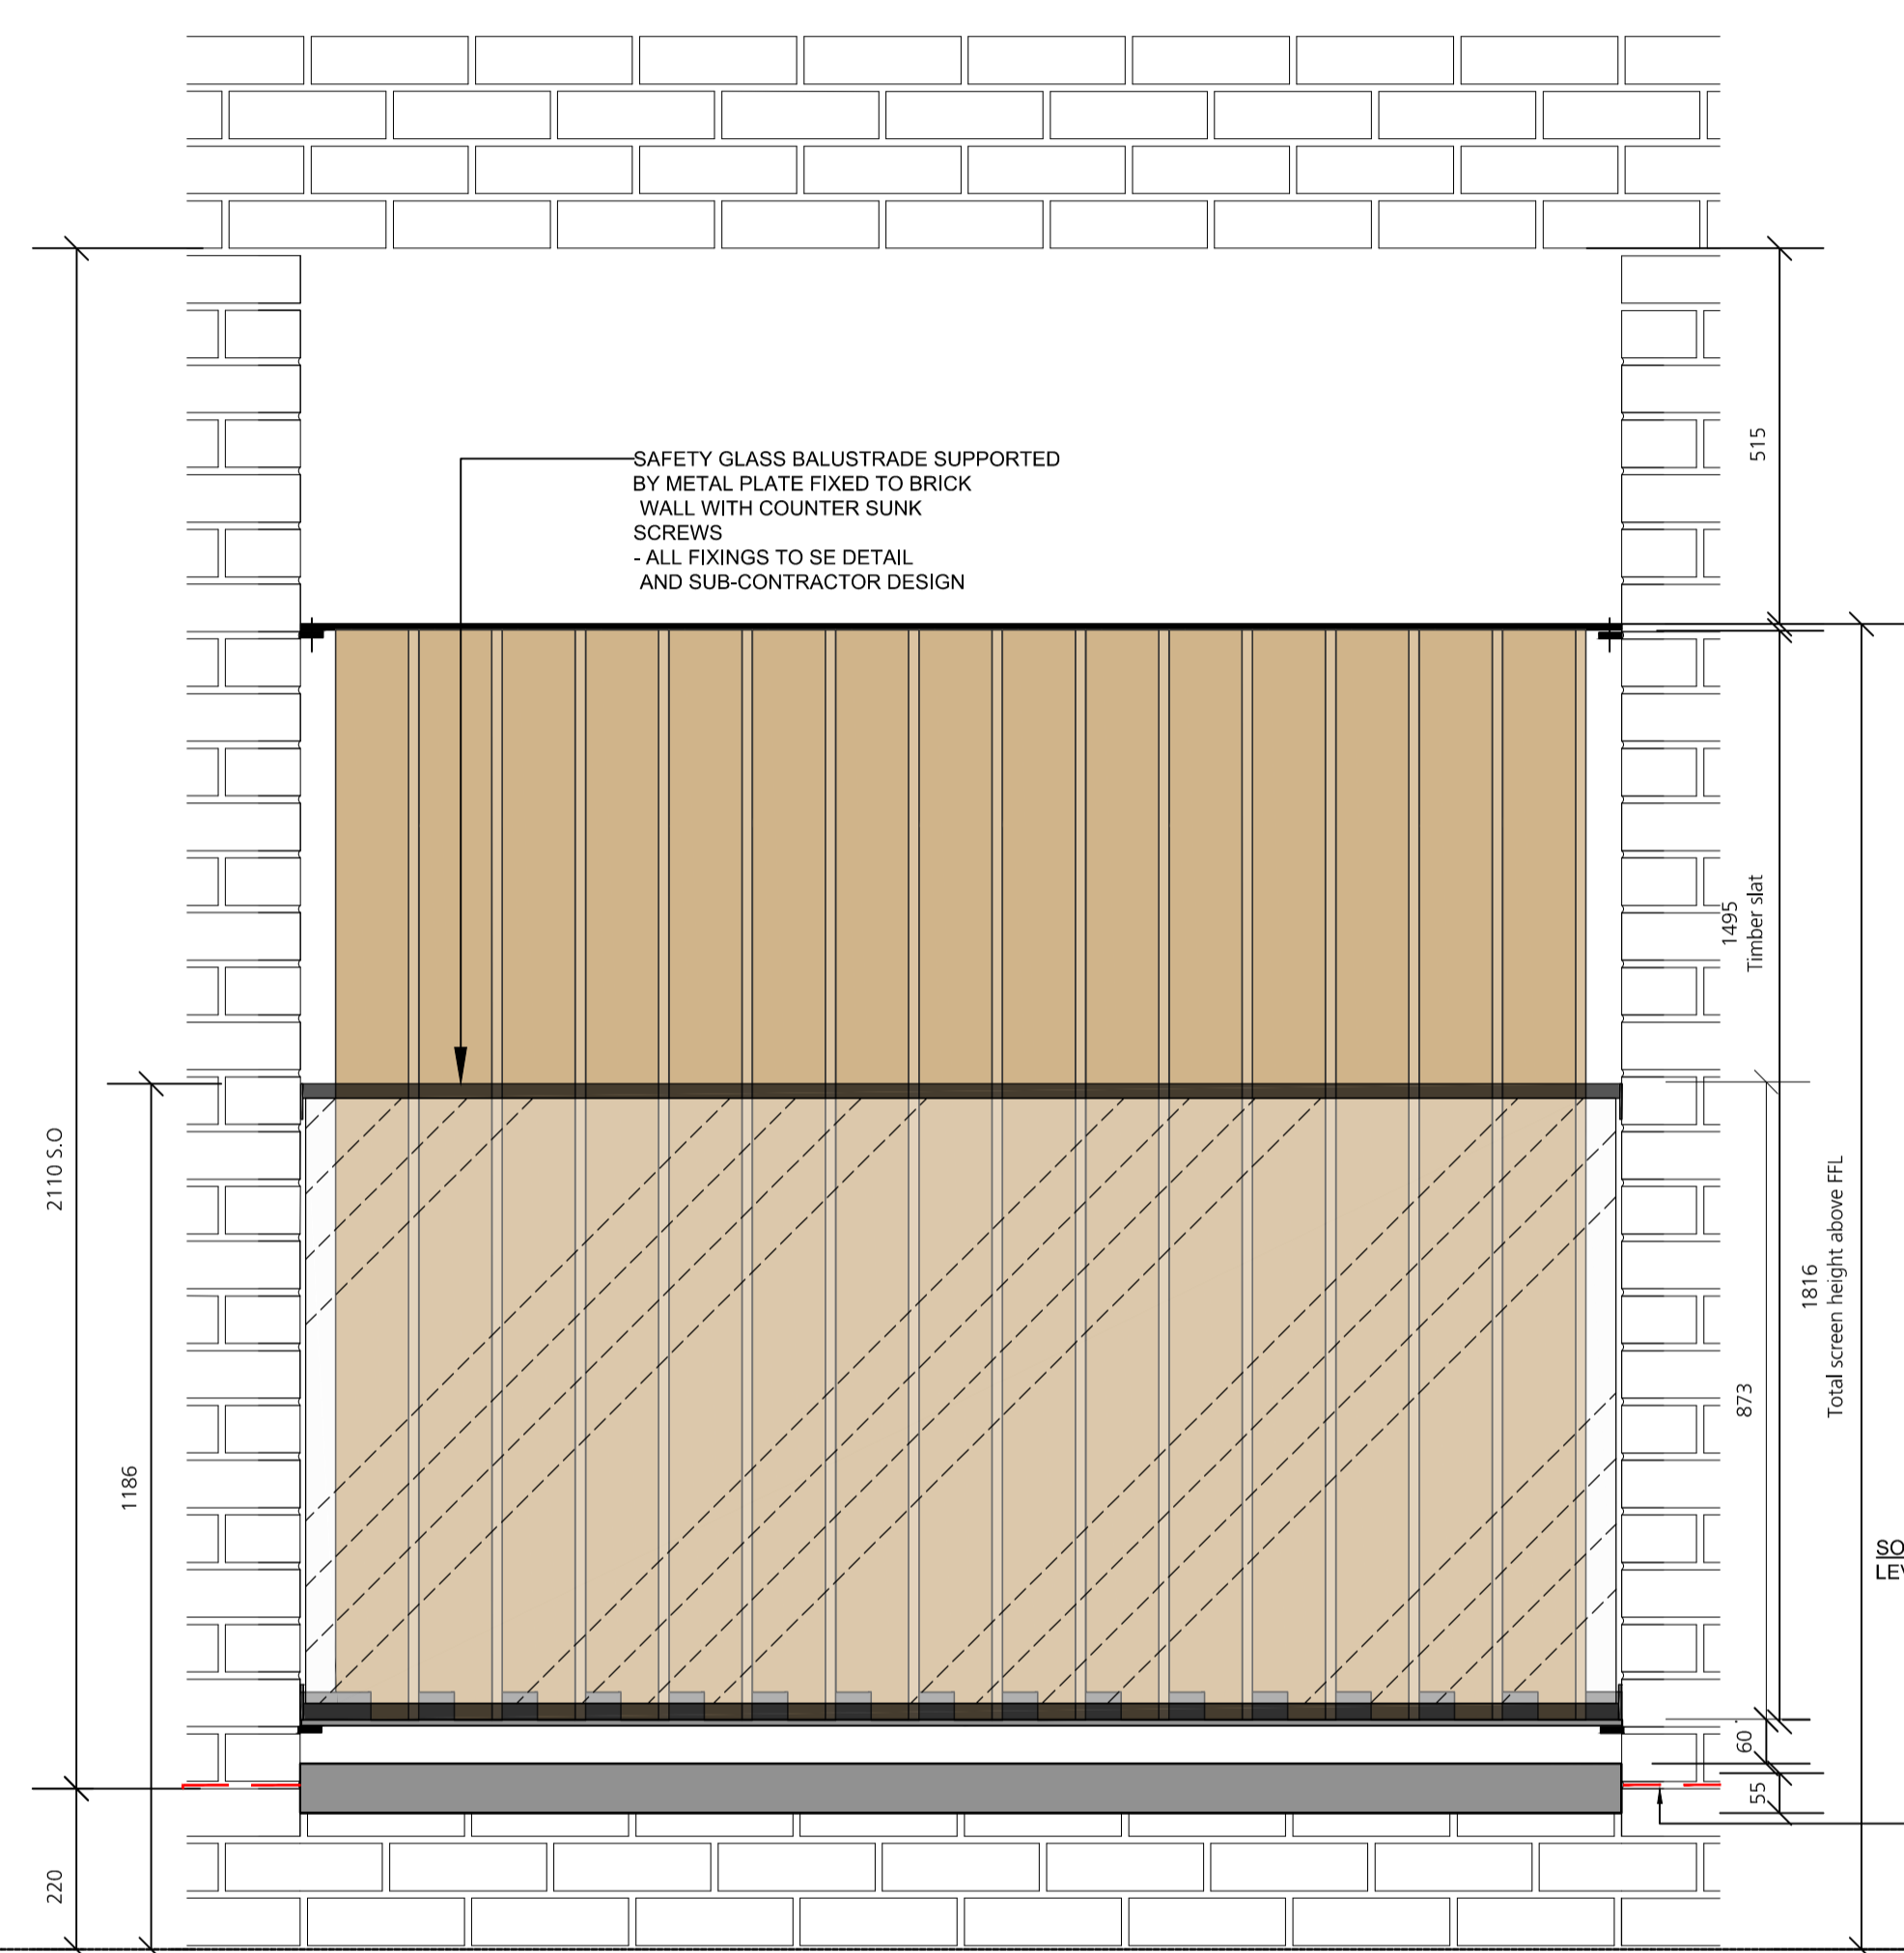 SAFETY GLASS BALUSTRADE SUPPORTED
BY METAL PLATE FIXED TO BRICK
WALL WITH COUNTER SUNK
SCREWS
- ALL FIXINGS TO SE DETAIL
AND SUB-CONTRACTOR DESIGN
2110 S.O
1186
220
515
1495
Timber slat
1816
Total screen height above FFL
873
60
55
SO
LEV